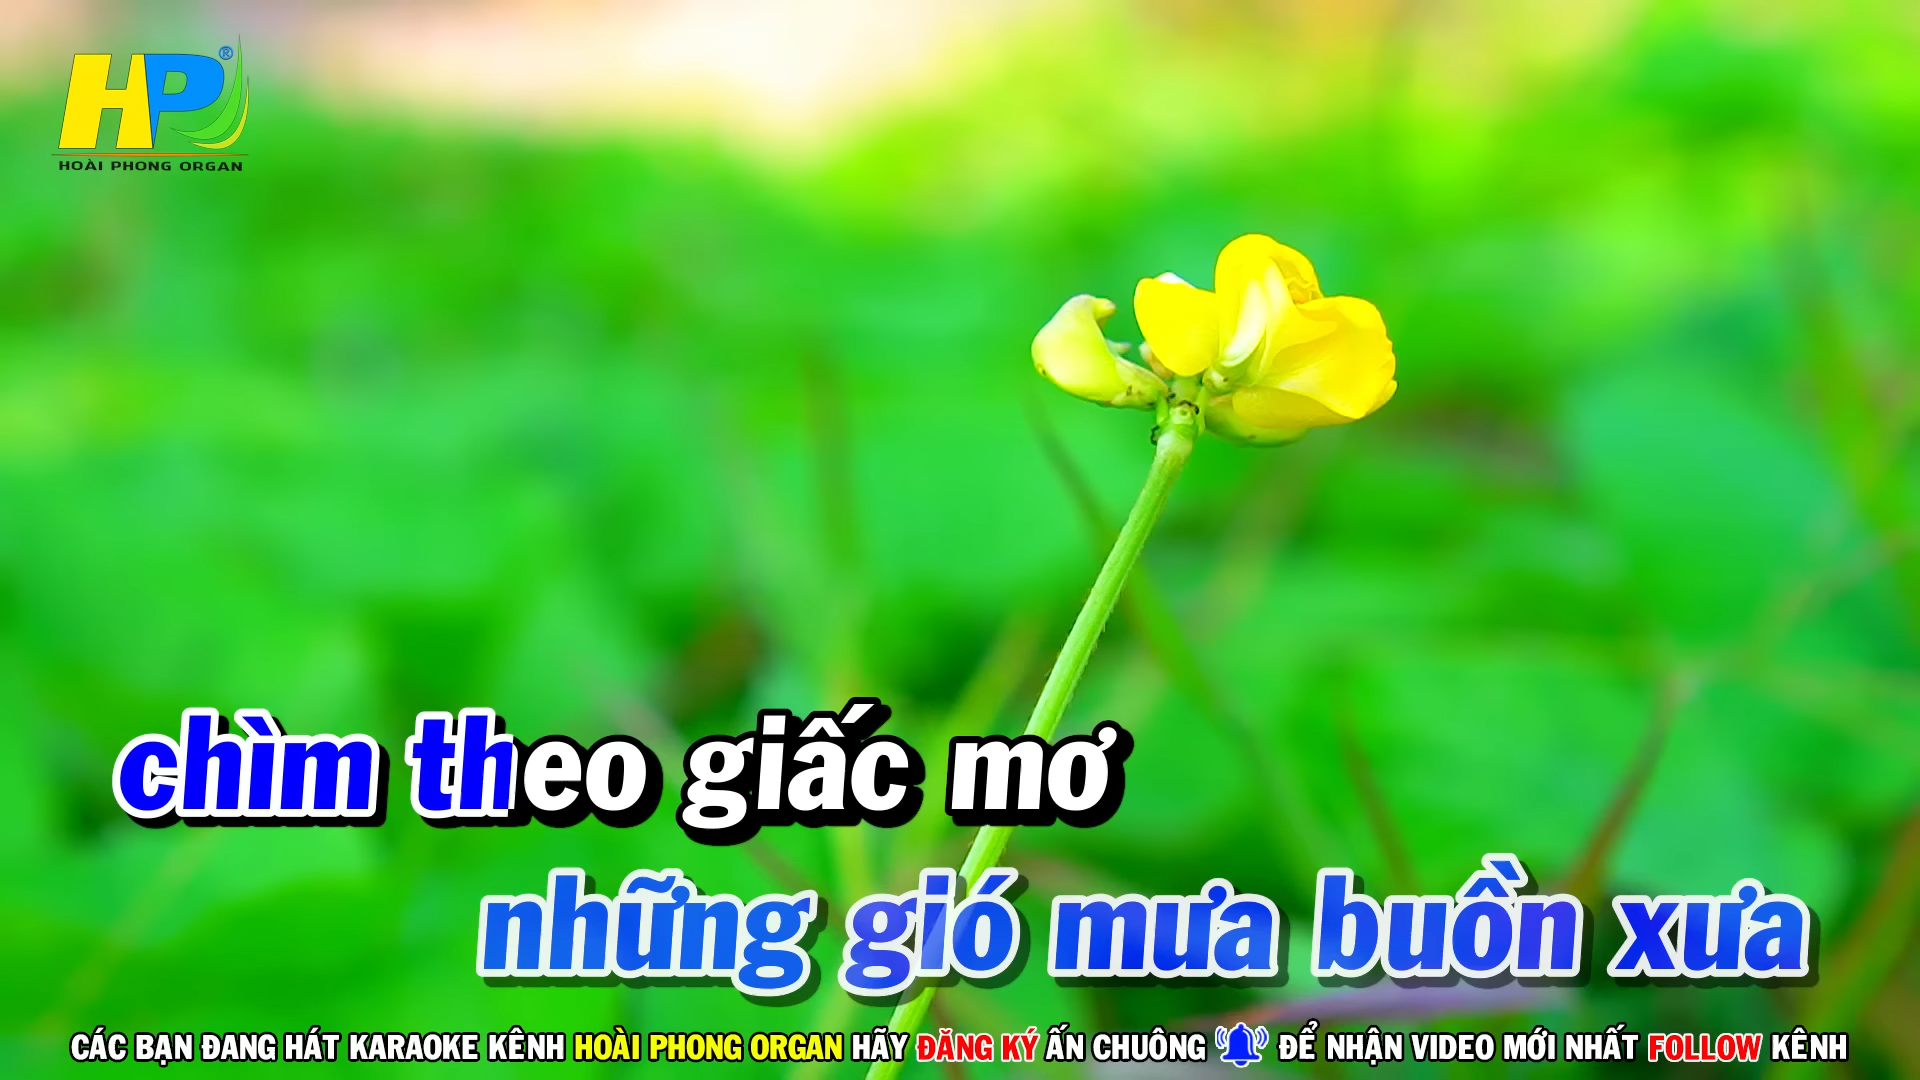 HP®
HOÀI PHONG ORGAN
chìm theo giấc mơ
những gió mưa buồn xưa
CÁC BẠN ĐANG HÁT KARAOKE KÊNH HOÀI PHONG ORGAN HÃY ĐĂNG KÝ ẤN CHUÔNG ĐỂ NHẬN VIDEO MỚI NHẤT FOLLOW KÊNH